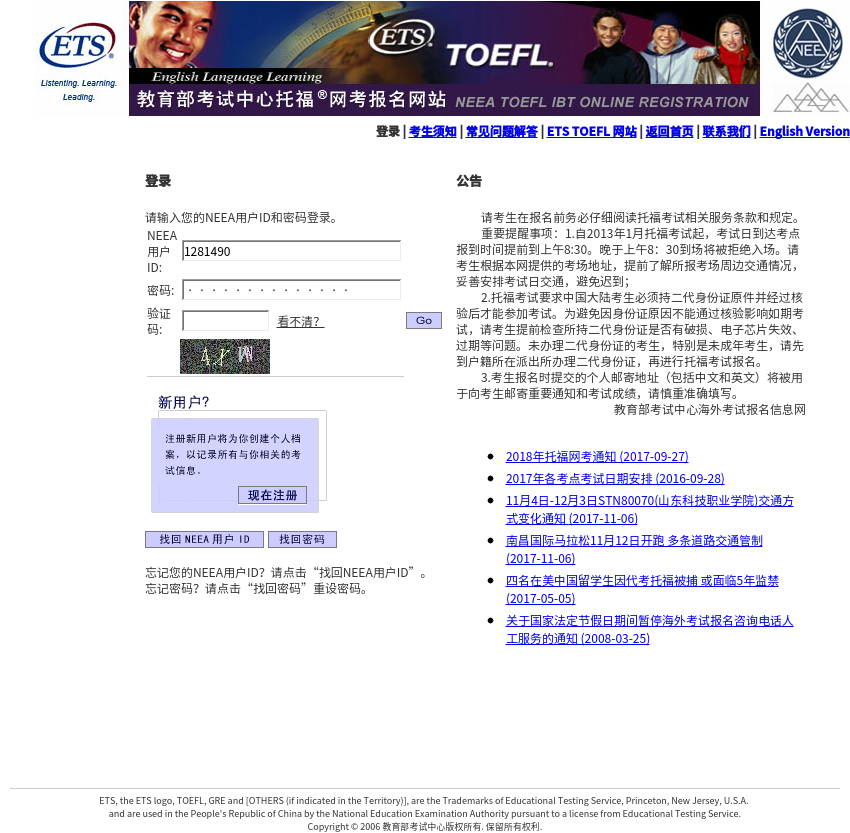 ETS®
Listening. Learning.
Leading.
ETS® TOEFL®
English Language Learning
教育部考试中心托福®网考报名网站 NEEA TOEFL IBT ONLINE REGISTRATION
NEEA
登录 | 考生须知 | 常见问题解答 | ETS TOEFL 网站 | 返回首页 | 联系我们 | English Version
登录
请输入您的NEEA用户ID和密码登录。
NEEA
用户
ID:
1281490
密码:
验证
码:
看不清?
Go
新用户?
注册新用户将为你创建个人档
案, 以记录所有与你相关的考
试信息.
现在注册
找回 NEEA 用户 ID
找回密码
忘记您的NEEA用户ID？请点击“找回NEEA用户ID”。
忘记密码？请点击“找回密码”重设密码。
公告
请考生在报名前务必仔细阅读托福考试相关服务条款和规定。
重要提醒事项：1.自2013年1月托福考试起，考试日到达考点
报到时间提前到上午8:30。晚于上午8：30到场将被拒绝入场。请
考生根据本网提供的考场地址，提前了解所报考场周边交通情况，
妥善安排考试日交通，避免迟到；
2.托福考试要求中国大陆考生必须持二代身份证原件并经过核
验后才能参加考试。为避免因身份证原因不能通过核验影响如期考
试，请考生提前检查所持二代身份证是否有破损、电子芯片失效、
过期等问题。未办理二代身份证的考生，特别是未成年考生，请先
到户籍所在派出所办理二代身份证，再进行托福考试报名。
3.考生报名时提交的个人邮寄地址（包括中文和英文）将被用
于向考生邮寄重要通知和考试成绩，请慎重准确填写。
教育部考试中心海外考试报名信息网
2018年托福网考通知 (2017-09-27)
2017年各考点考试日期安排 (2016-09-28)
11月4日-12月3日STN80070(山东科技职业学院)交通方
式变化通知 (2017-11-06)
南昌国际马拉松11月12日开跑 多条道路交通管制
(2017-11-06)
四名在美中国留学生因代考托福被捕 或面临5年监禁
(2017-05-05)
关于国家法定节假日期间暂停海外考试报名咨询电话人
工服务的通知 (2008-03-25)
ETS, the ETS logo, TOEFL, GRE and [OTHERS (if indicated in the Territory)], are the Trademarks of Educational Testing Service, Princeton, New Jersey, U.S.A.
and are used in the People's Republic of China by the National Education Examination Authority pursuant to a license from Educational Testing Service.
Copyright © 2006 教育部考试中心版权所有. 保留所有权利.